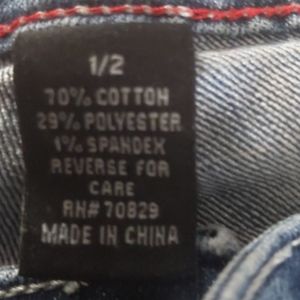 1/2
70% COTTON
29% POLYESTER
1% SPANDEX
REVERSE FOR
CARE
RN# 70829
MADE IN CHINA